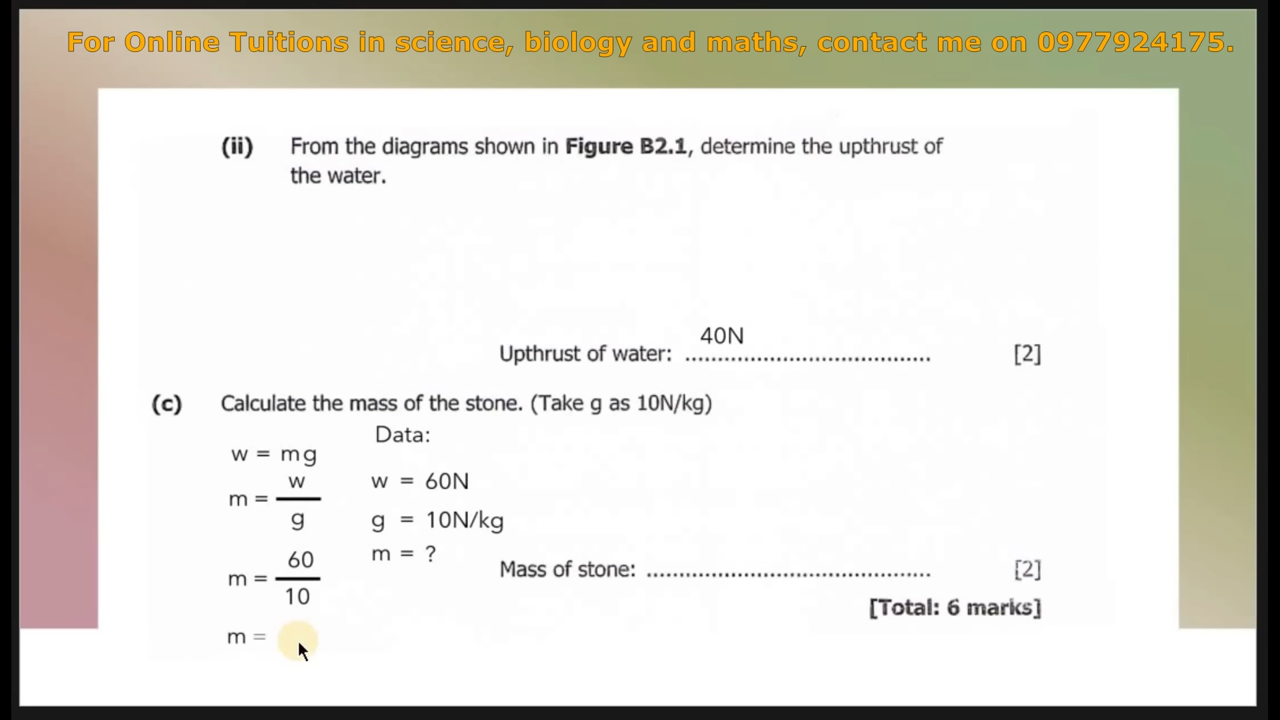 For Online Tuitions in science, biology and maths, contact me on 0977924175.
(ii) From the diagrams shown in Figure B2.1, determine the upthrust of
the water.
40N
Upthrust of water: ...................................... [2]
(c) Calculate the mass of the stone. (Take g as 10N/kg)
Data:
w = mg
m = w/g
w = 60N
g = 10N/kg
m = ?
m = 60/10
Mass of stone: ........................................... [2]
[Total: 6 marks]
m =